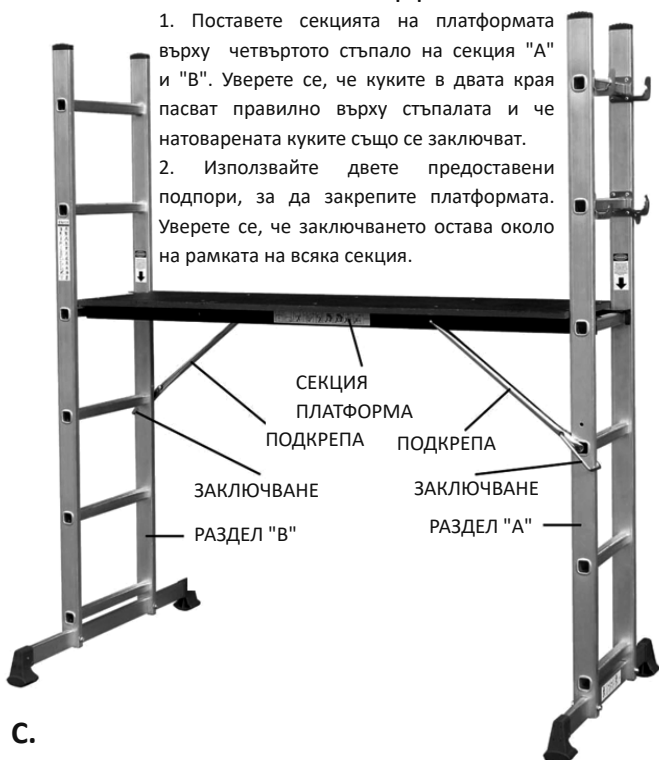 1. Поставете секцията на платформата
върху четвъртото стъпало на секция "А"
и "В". Уверете се, че куките в двата края
пасват правилно върху стъпалата и че
натоварената куките също се заключват.
2. Използвайте двете предоставени
подпори, за да закрепите платформата.
Уверете се, че заключването остава около
на рамката на всяка секция.
СЕКЦИЯ
ПЛАТФОРМА
ПОДКРЕПА
ПОДКРЕПА
ЗАКЛЮЧВАНЕ
ЗАКЛЮЧВАНЕ
РАЗДЕЛ "В"
РАЗДЕЛ "А"
C.